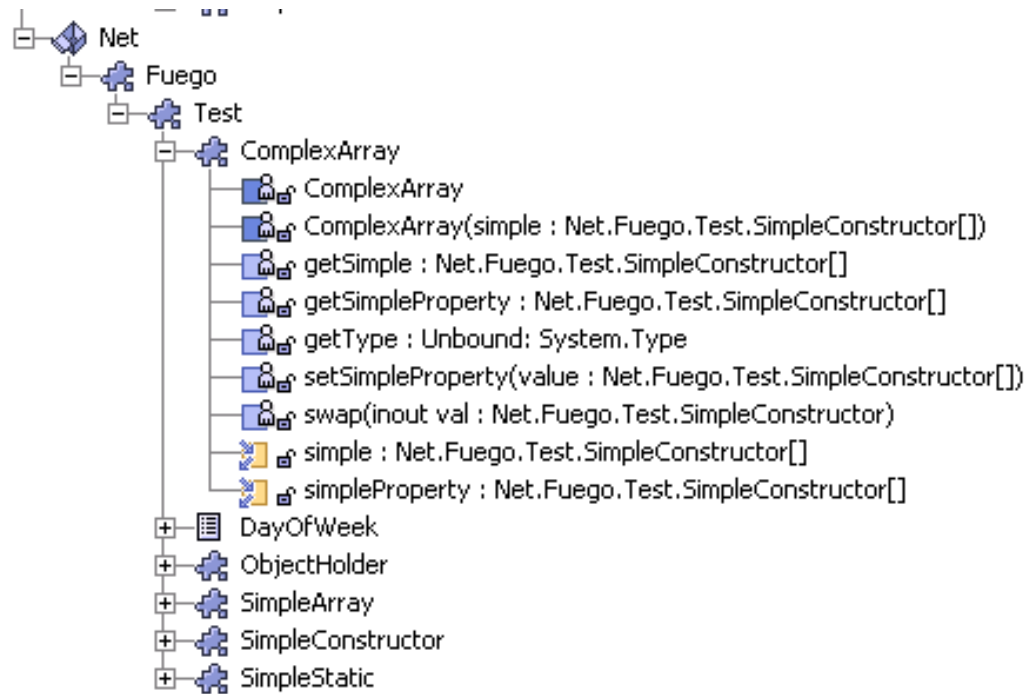 Net
Fuego
Test
ComplexArray
ComplexArray
ComplexArray(simple : Net.Fuego.Test.SimpleConstructor[])
getSimple : Net.Fuego.Test.SimpleConstructor[]
getSimpleProperty : Net.Fuego.Test.SimpleConstructor[]
getType : Unbound: System.Type
setSimpleProperty(value : Net.Fuego.Test.SimpleConstructor[])
swap(inout val : Net.Fuego.Test.SimpleConstructor)
simple : Net.Fuego.Test.SimpleConstructor[]
simpleProperty : Net.Fuego.Test.SimpleConstructor[]
DayOfWeek
ObjectHolder
SimpleArray
SimpleConstructor
SimpleStatic